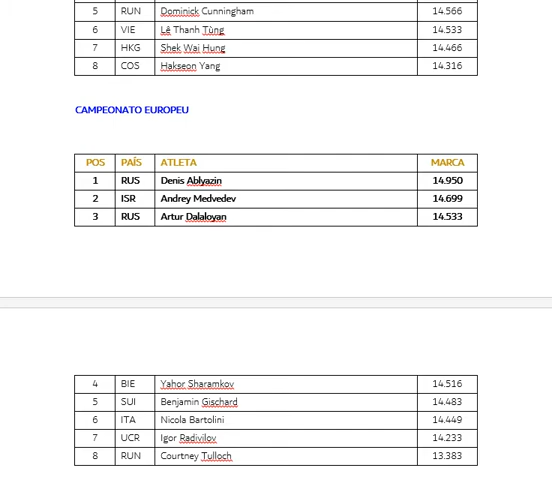 5 RUN Dominick Cunningham 14.566
6 VIE Lê Thanh Tùng 14.533
7 HKG Shek Wai Hung 14.466
8 COS Hakseon Yang 14.316
CAMPEONATO EUROPEU
POS PAÍS ATLETA MARCA
1 RUS Denis Ablyazin 14.950
2 ISR Andrey Medvedev 14.699
3 RUS Artur Dalaloyan 14.533
4 BIE Yahor Sharamkov 14.516
5 SUI Benjamin Gischard 14.483
6 ITA Nicola Bartolini 14.449
7 UCR Igor Radivilov 14.233
8 RUN Courtney Tulloch 13.383